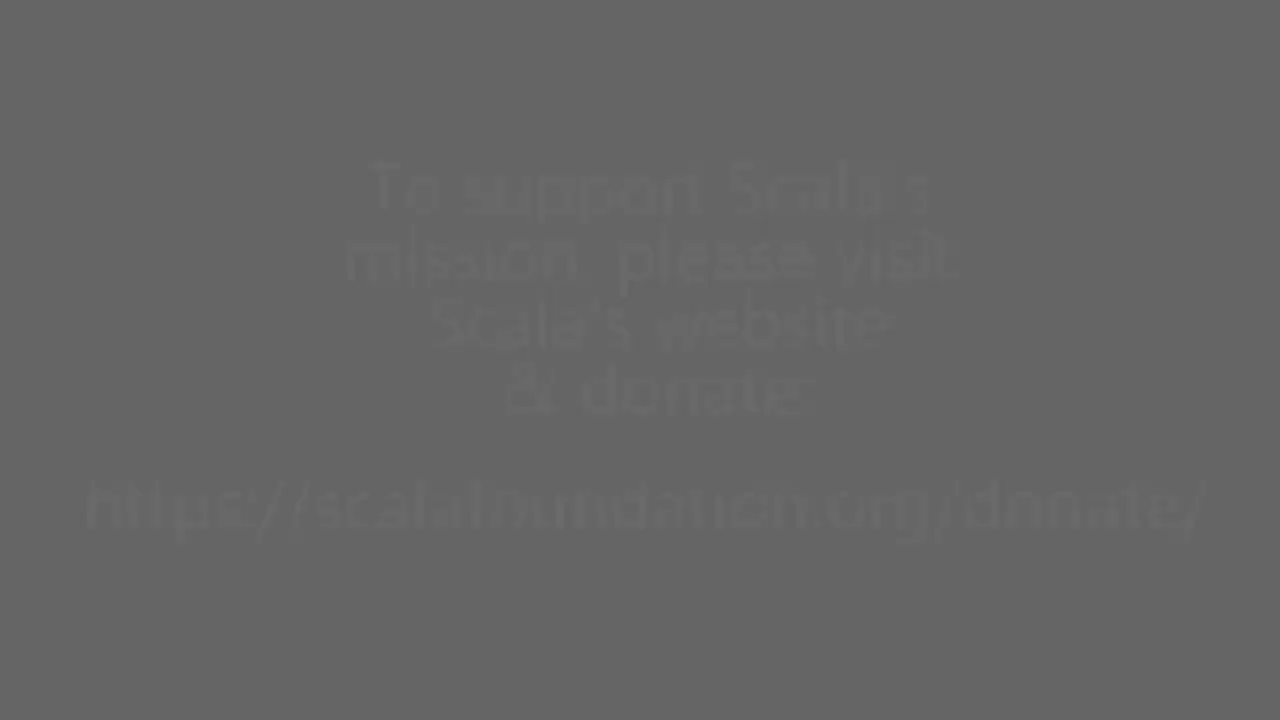 To support Scala's
mission, please visit
Scala's website
& donate:
https://scalafoundation.org/donate/